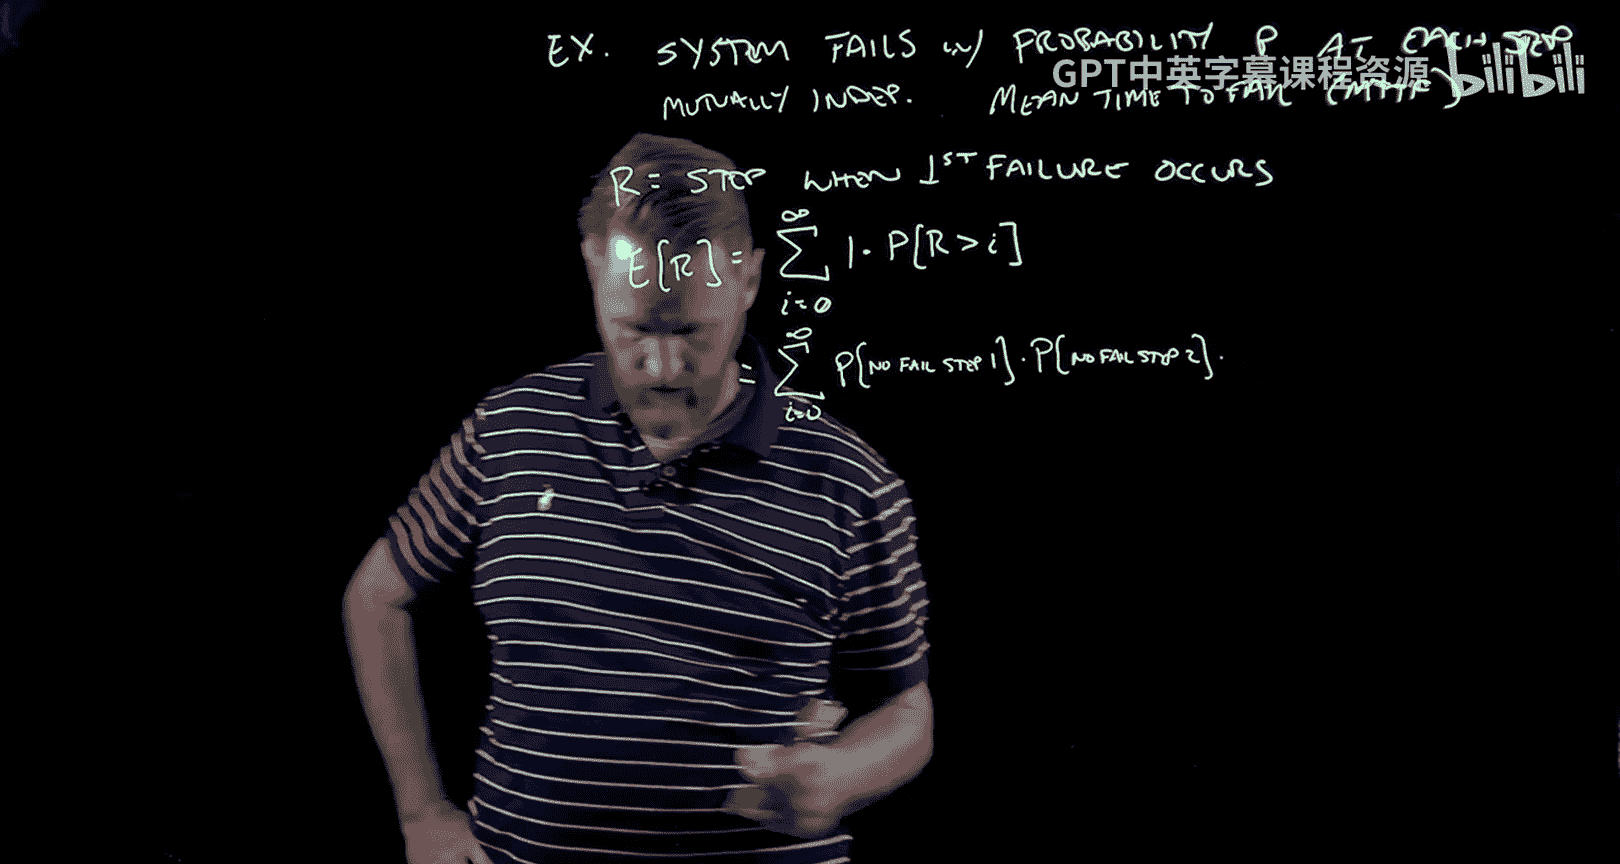 EX. SYSTEM FAILS w/ PROBABILITY P AT EACH STEP
GPT中英字幕课程资源 bilibili
MUTUALLY INDEP. MEAN TIME TO FAIL (MTTF)
R = STEP WHEN 1ST FAILURE OCCURS
E[R] = ∞ Σ i=0 1· P[R > i]
= ∞ Σ i=0 P[NO FAIL STEP 1] · P[NO FAIL STEP 2] ·